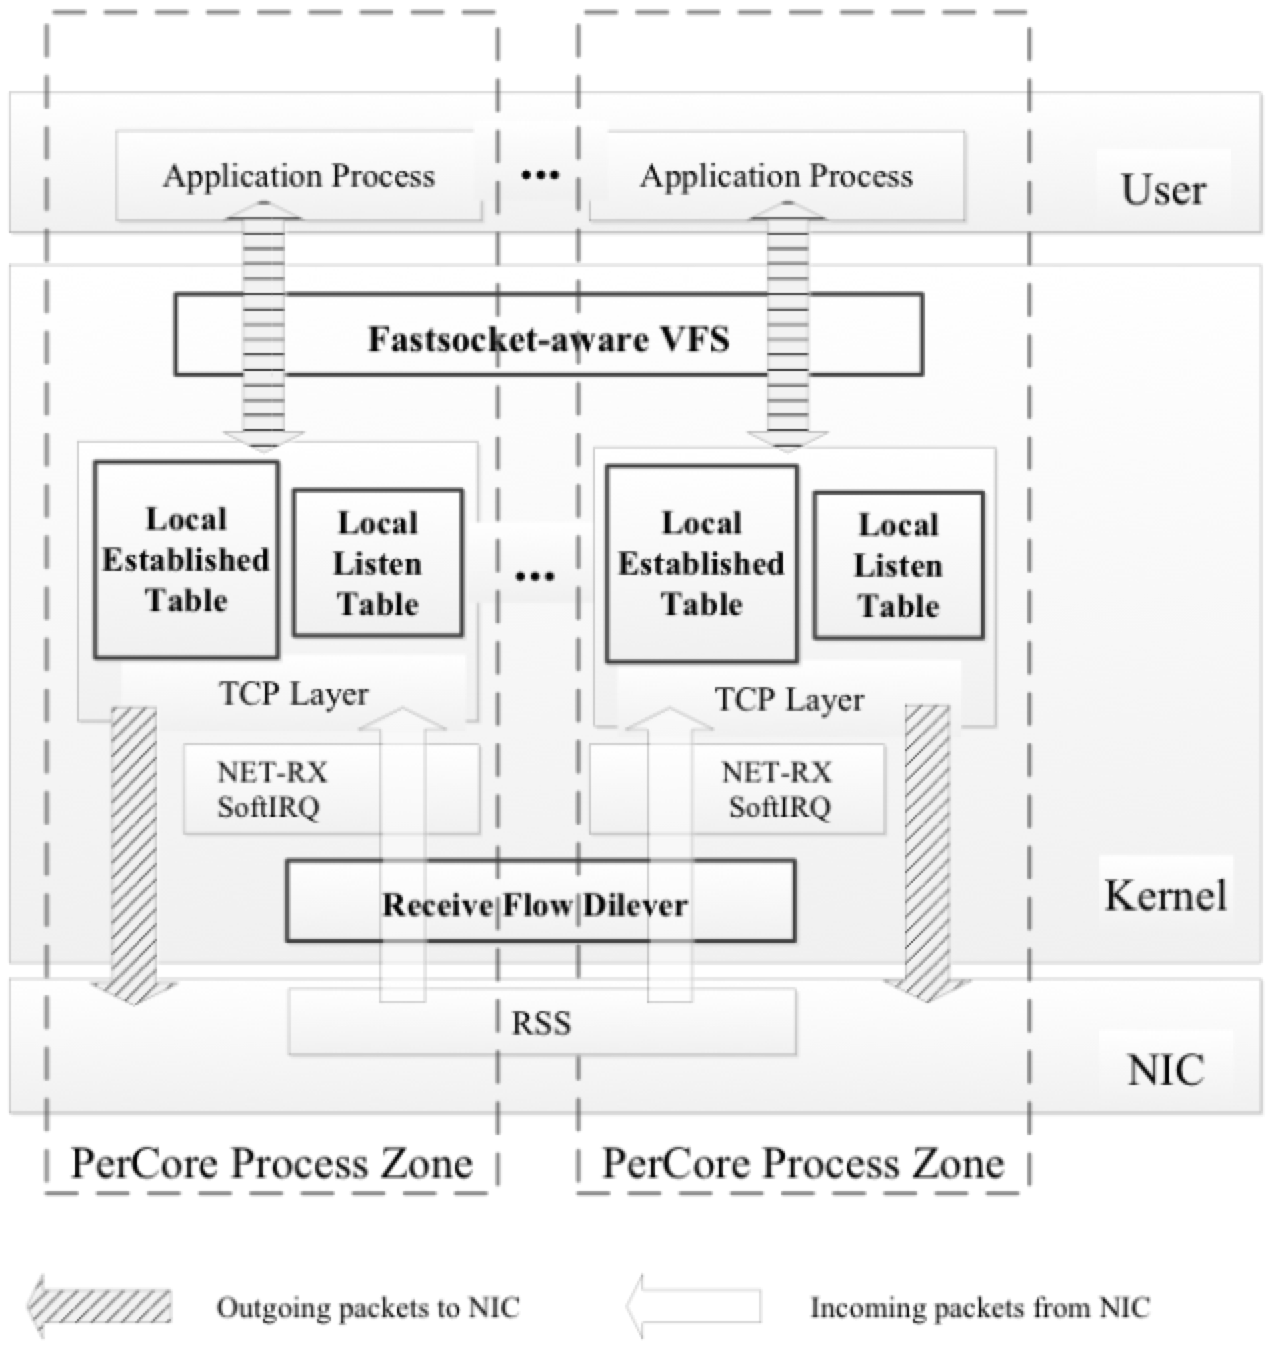 Application Process ... Application Process
User
Fastsocket-aware VFS
Local
Established
Table
Local
Listen
Table
TCP Layer
...
Local
Established
Table
Local
Listen
Table
TCP Layer
NET-RX
SoftIRQ
NET-RX
SoftIRQ
Receive Flow Dilever
Kernel
RSS
NIC
PerCore Process Zone
PerCore Process Zone
Outgoing packets to NIC
Incoming packets from NIC